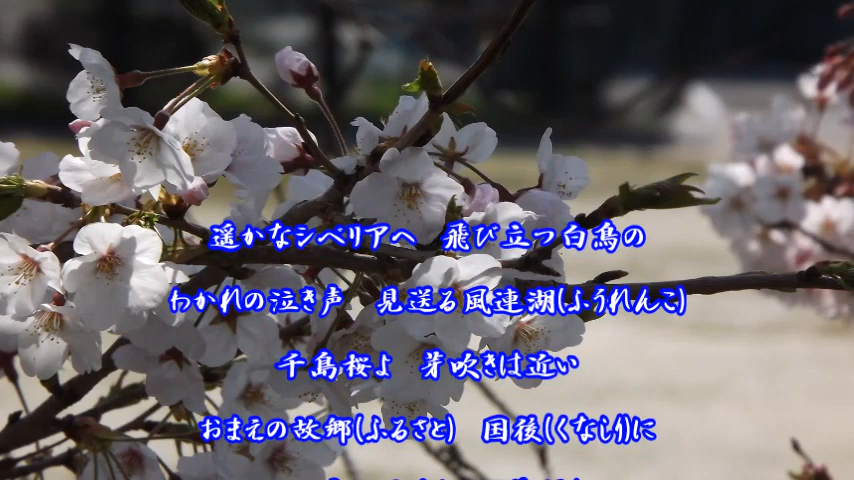 遥かなシベリアへ　飛び立つ白鳥の
わかれの泣き声　見送る風連湖(ふうれんこ)
千島桜よ　芽吹きは近い
おまえの故郷(ふるさと)　国後(くなしり)に